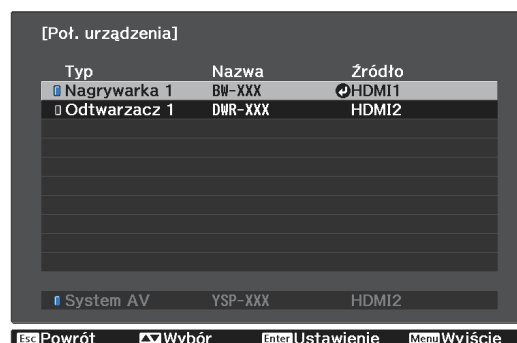 [Poł. urządzenia]
Typ Nazwa Źródło
Nagrywarka 1 BW-XXX HDMI1
Odtwarzacz 1 DWR-XXX HDMI2
System AV YSP-XXX HDMI2
Esc Powrót Wybór Enter Ustawienie Menu Wyjście